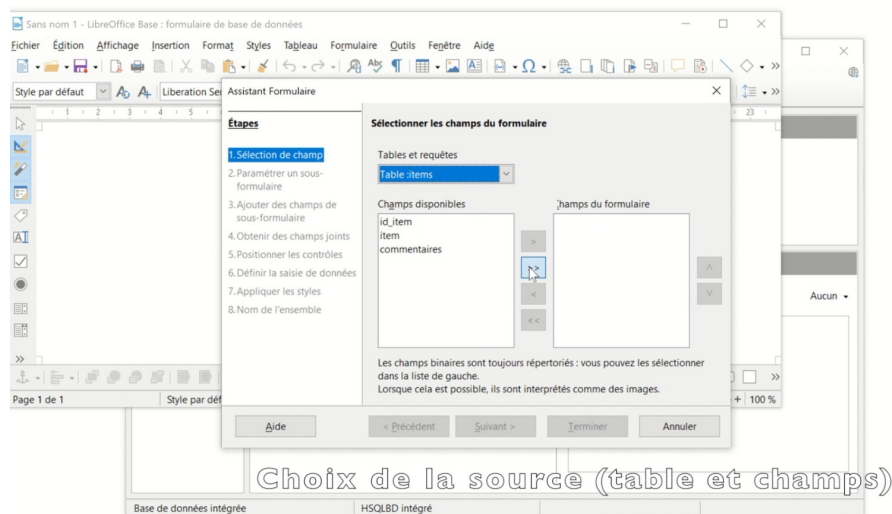 Sans nom 1 - LibreOffice Base : formulaire de base de données
Fichier Édition Affichage Insertion Format Styles Tableau Formulaire Outils Fenêtre Aide
Style par défaut
Liberation Se
Assistant Formulaire
Étapes
1.Sélection de champ
2.Paramétrer un sous-
formulaire
3.Ajouter des champs de
sous-formulaire
4.Obtenir des champs joints
5.Positionner les contrôles
6.Définir la saisie de données
7.Appliquer les styles
8.Nom de l'ensemble
Sélectionner les champs du formulaire
Tables et requêtes
Table :items
Champs disponibles
id_item
item
commentaires
>
>>
<
<<
hamps du formulaire
Les champs binaires sont toujours répertoriés : vous pouvez les sélectionner
dans la liste de gauche.
Lorsque cela est possible, ils sont interprétés comme des images.
Aide
< Précédent
Suivant >
Terminer
Annuler
Aucun
Page 1 de 1
Style par déf
100 %
Choix de la source (table et champs)
Base de données intégrée
HSQLBD intégré